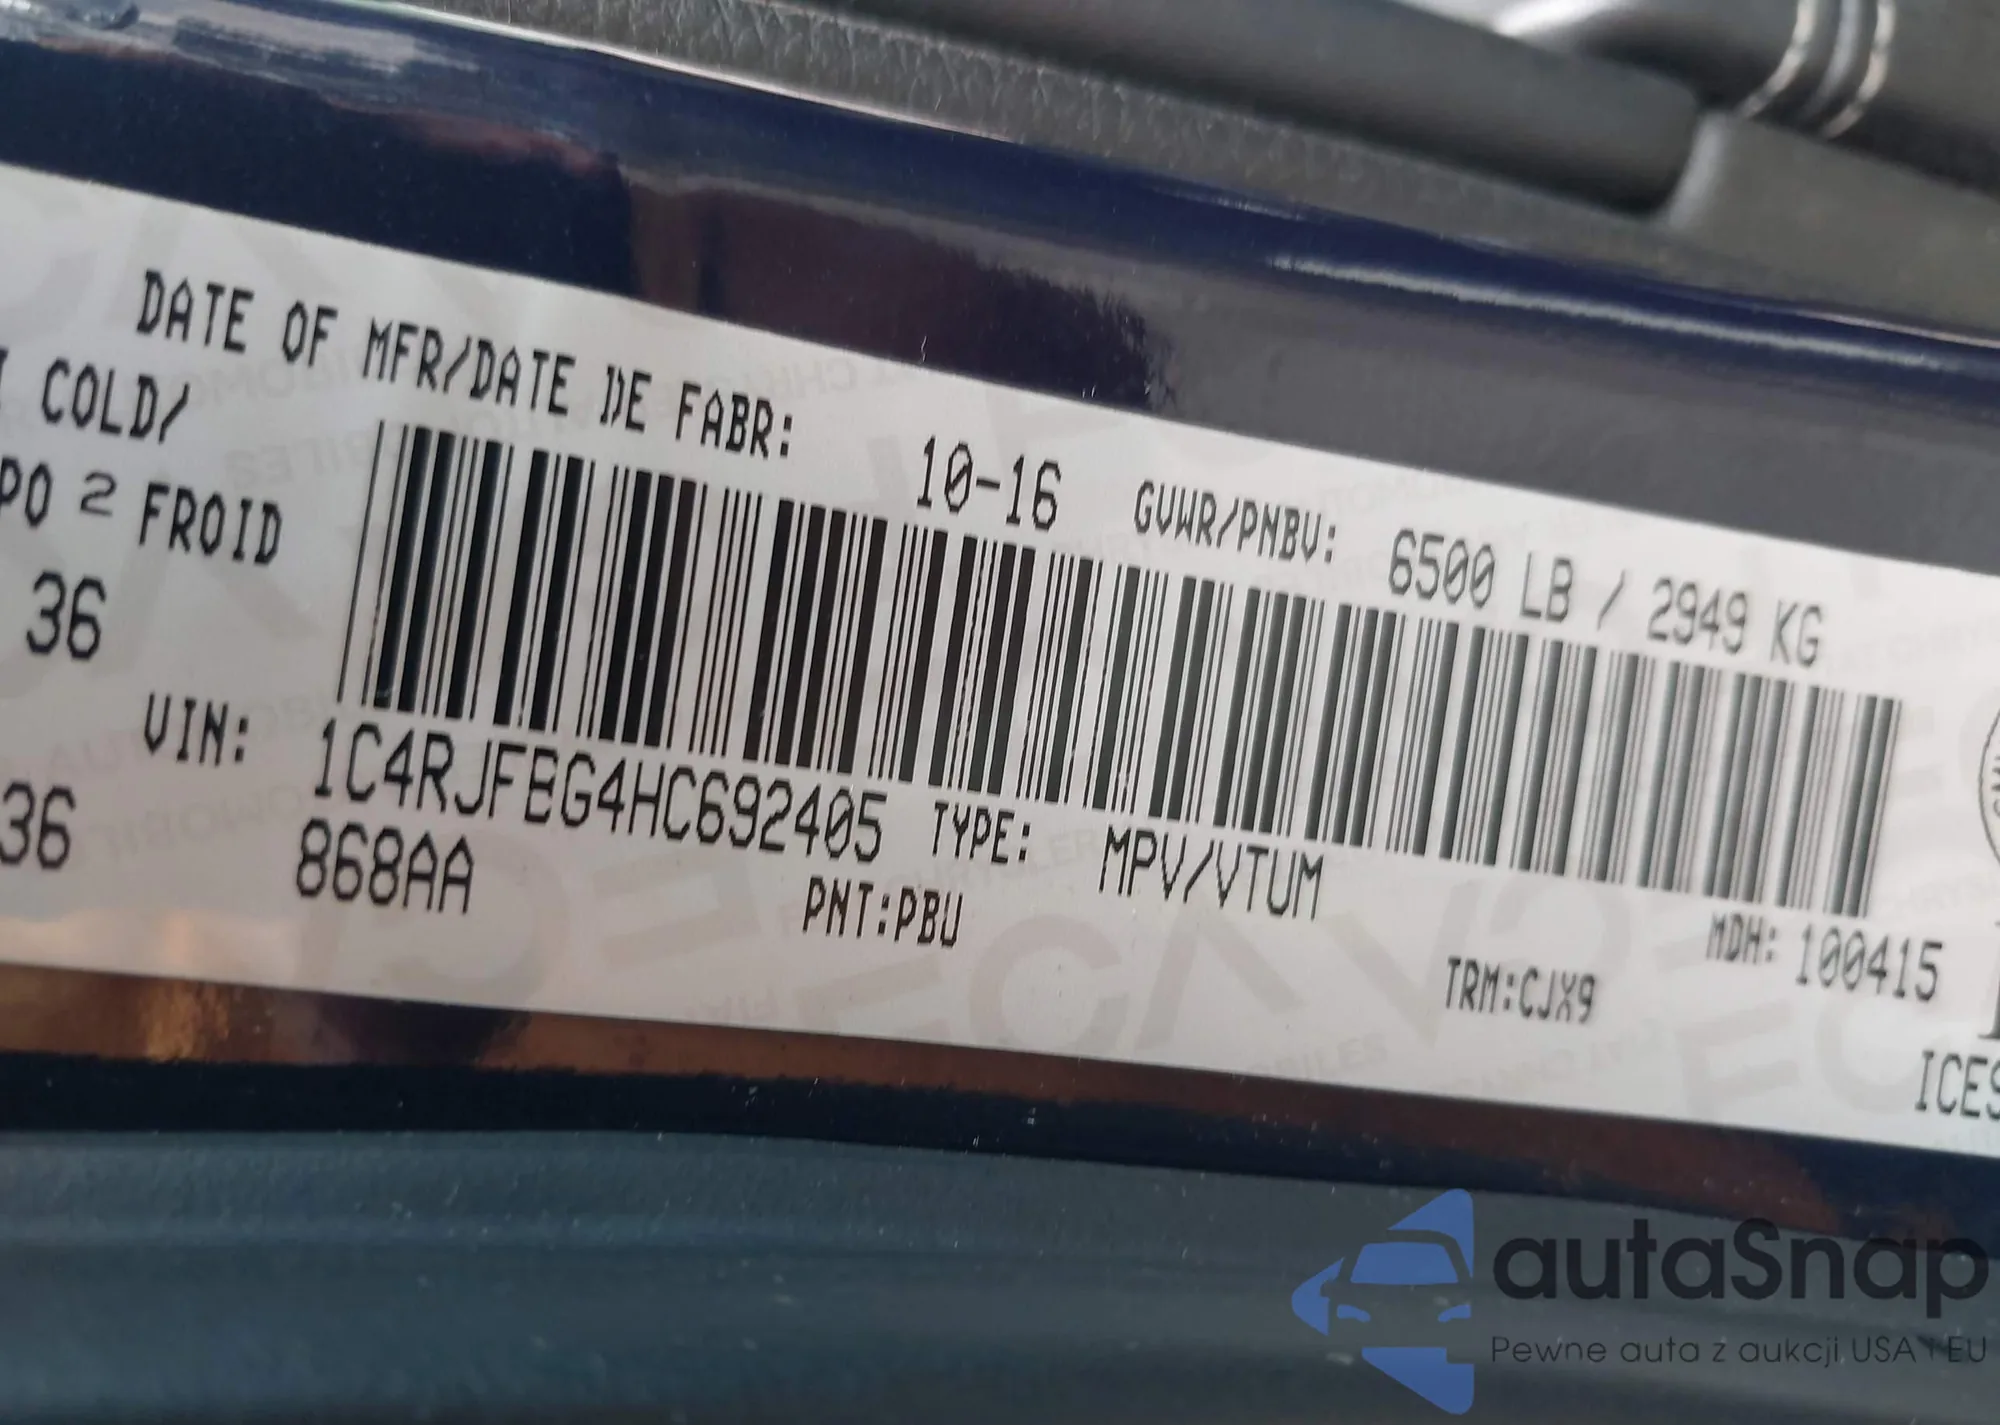 DATE OF MFR/DATE DE FABR: 10-16 GVWR/PNBV: 6500 LB / 2949 KG
COLD/
PO 2 FROID
36
VIN: 1C4RJFBG4HC692405 TYPE: MPV/VTUM
36
868AA PNT:PBU TRM:CJX9 MDH: 100415
ICES
autaSnap
Pewne auta z aukcji USA i EU